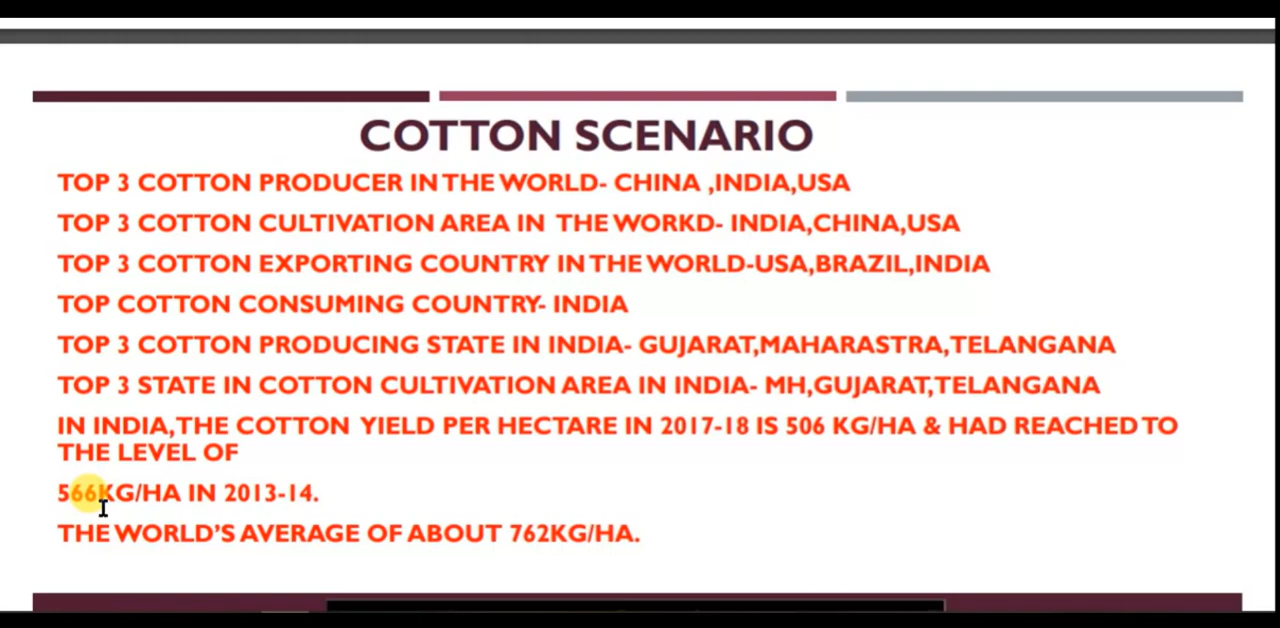 COTTON SCENARIO
TOP 3 COTTON PRODUCER IN THE WORLD- CHINA ,INDIA,USA
TOP 3 COTTON CULTIVATION AREA IN THE WORKD- INDIA,CHINA,USA
TOP 3 COTTON EXPORTING COUNTRY IN THE WORLD-USA,BRAZIL,INDIA
TOP COTTON CONSUMING COUNTRY- INDIA
TOP 3 COTTON PRODUCING STATE IN INDIA- GUJARAT,MAHARASTRA,TELANGANA
TOP 3 STATE IN COTTON CULTIVATION AREA IN INDIA- MH,GUJARAT,TELANGANA
IN INDIA,THE COTTON YIELD PER HECTARE IN 2017-18 IS 506 KG/HA & HAD REACHED TO
THE LEVEL OF
566KG/HA IN 2013-14.
THE WORLD'S AVERAGE OF ABOUT 762KG/HA.